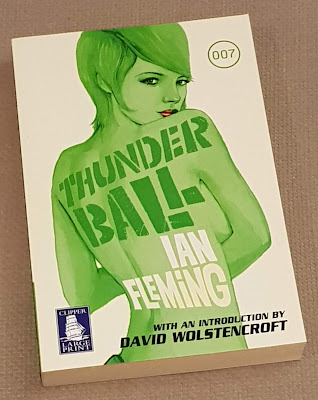 007
THUNDER
BALL
IAN
FLEMING
WITH AN INTRODUCTION BY
DAVID WOLSTENCROFT
CLIPPER
LARGE
PRINT